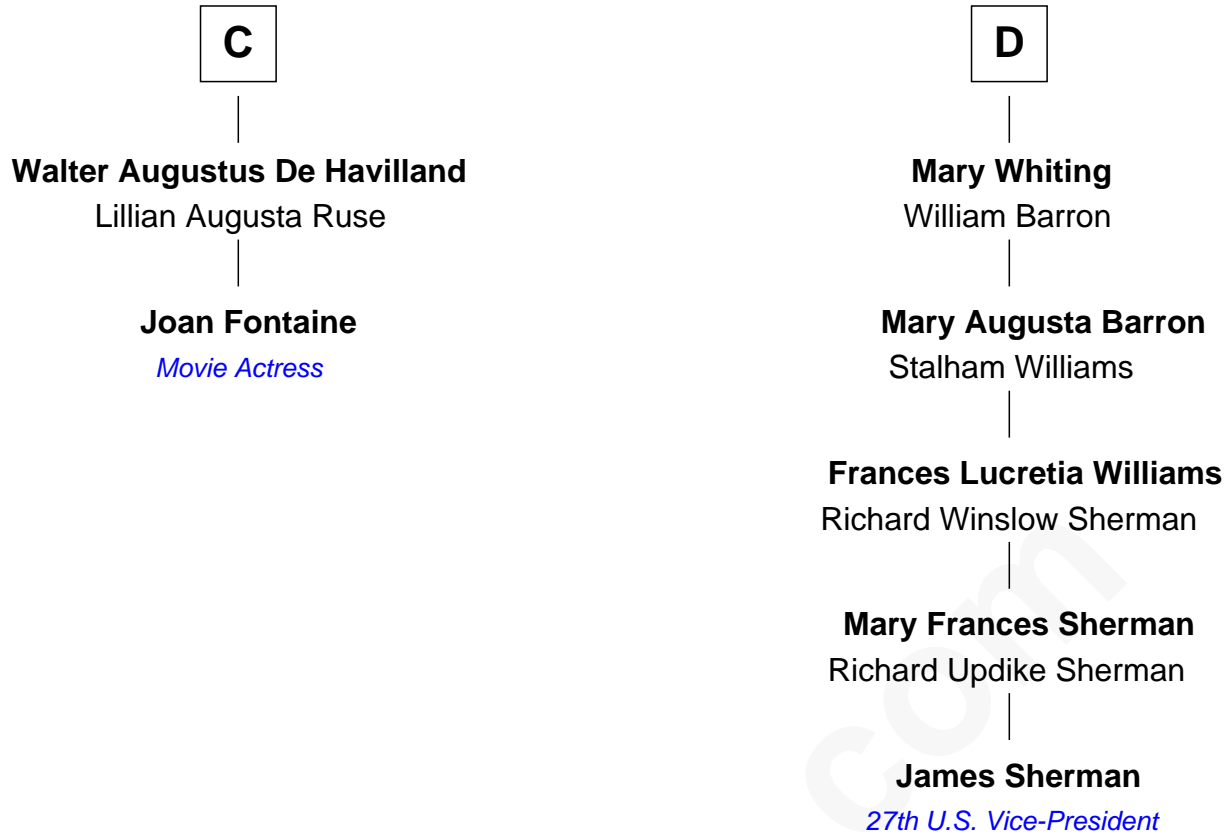 C
Walter Augustus De Havilland
Lillian Augusta Ruse
Joan Fontaine
Movie Actress
D
Mary Whiting
William Barron
Mary Augusta Barron
Stalham Williams
Frances Lucretia Williams
Richard Winslow Sherman
Mary Frances Sherman
Richard Updike Sherman
James Sherman
27th U.S. Vice-President
com